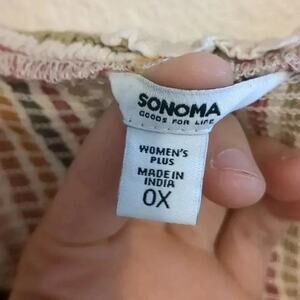 SONOMA
GOODS FOR LIFE
WOMEN'S
PLUS
MADE IN
INDIA
0X